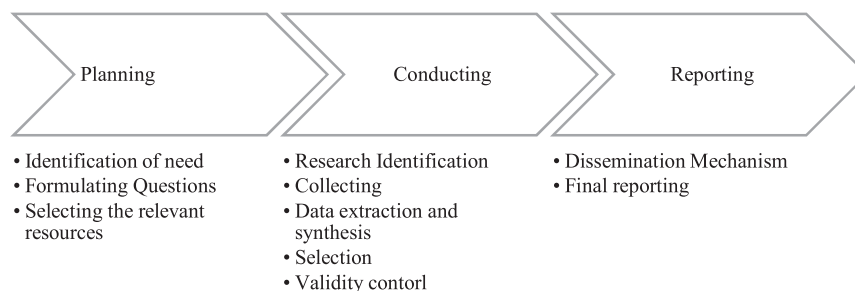 Planning
Conducting
Reporting
• Identification of need
• Formulating Questions
• Selecting the relevant
resources
• Research Identification
• Collecting
• Data extraction and
synthesis
• Selection
• Validity contorl
• Dissemination Mechanism
• Final reporting